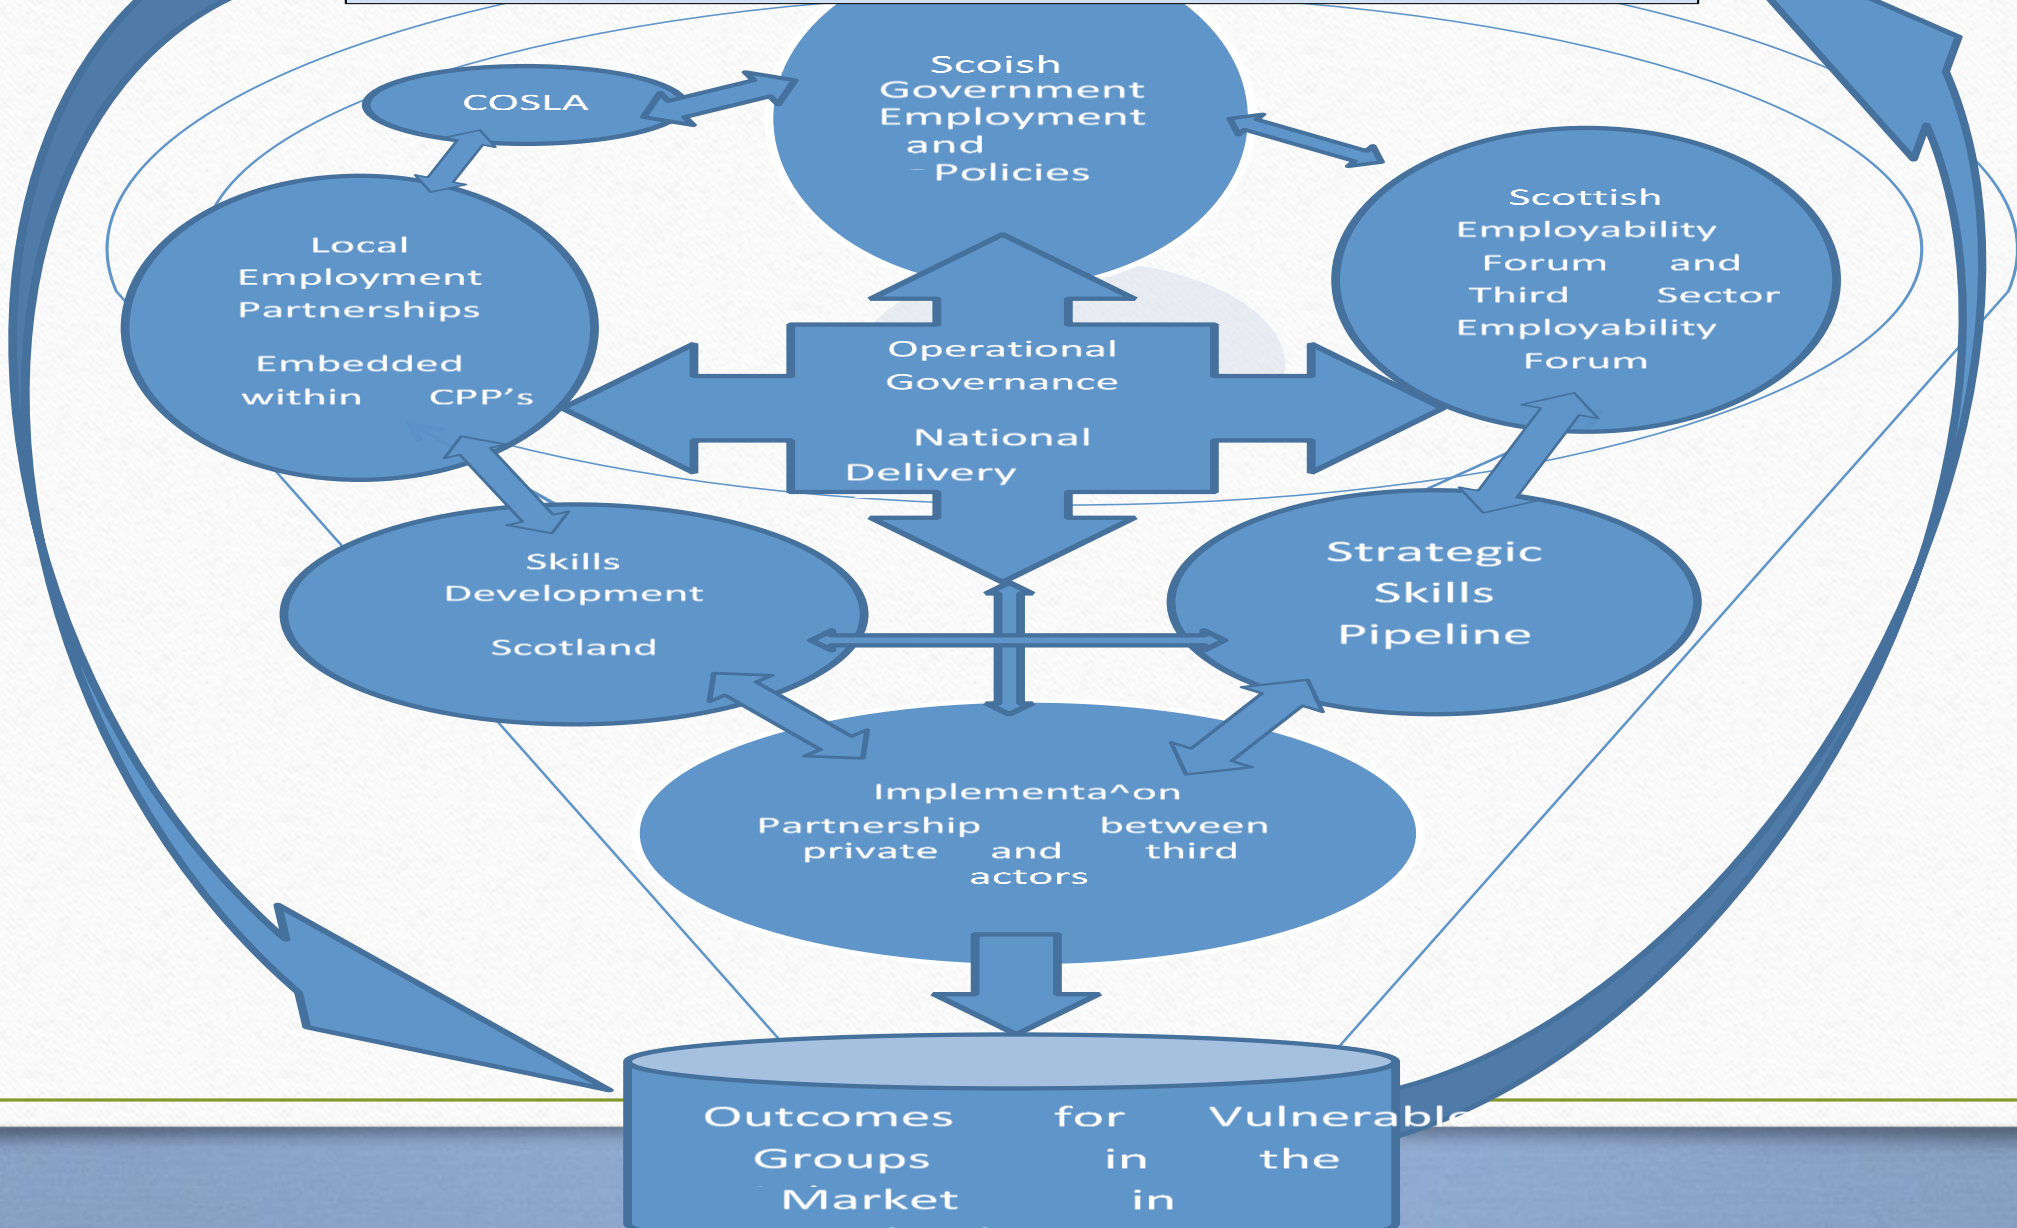 Scoish
Government
Employment
and
Policies
COSLA
Scottish
Employability
Forum and
Third Sector
Employability
Forum
Local
Employment
Partnerships
Embedded
within CPP’s
Operational
Governance
National
Delivery
Skills
Development
Scotland
Strategic
Skills
Pipeline
Implementa^on
Partnership between
private and third
actors
Outcomes for Vulnerable
Groups in the
Market in